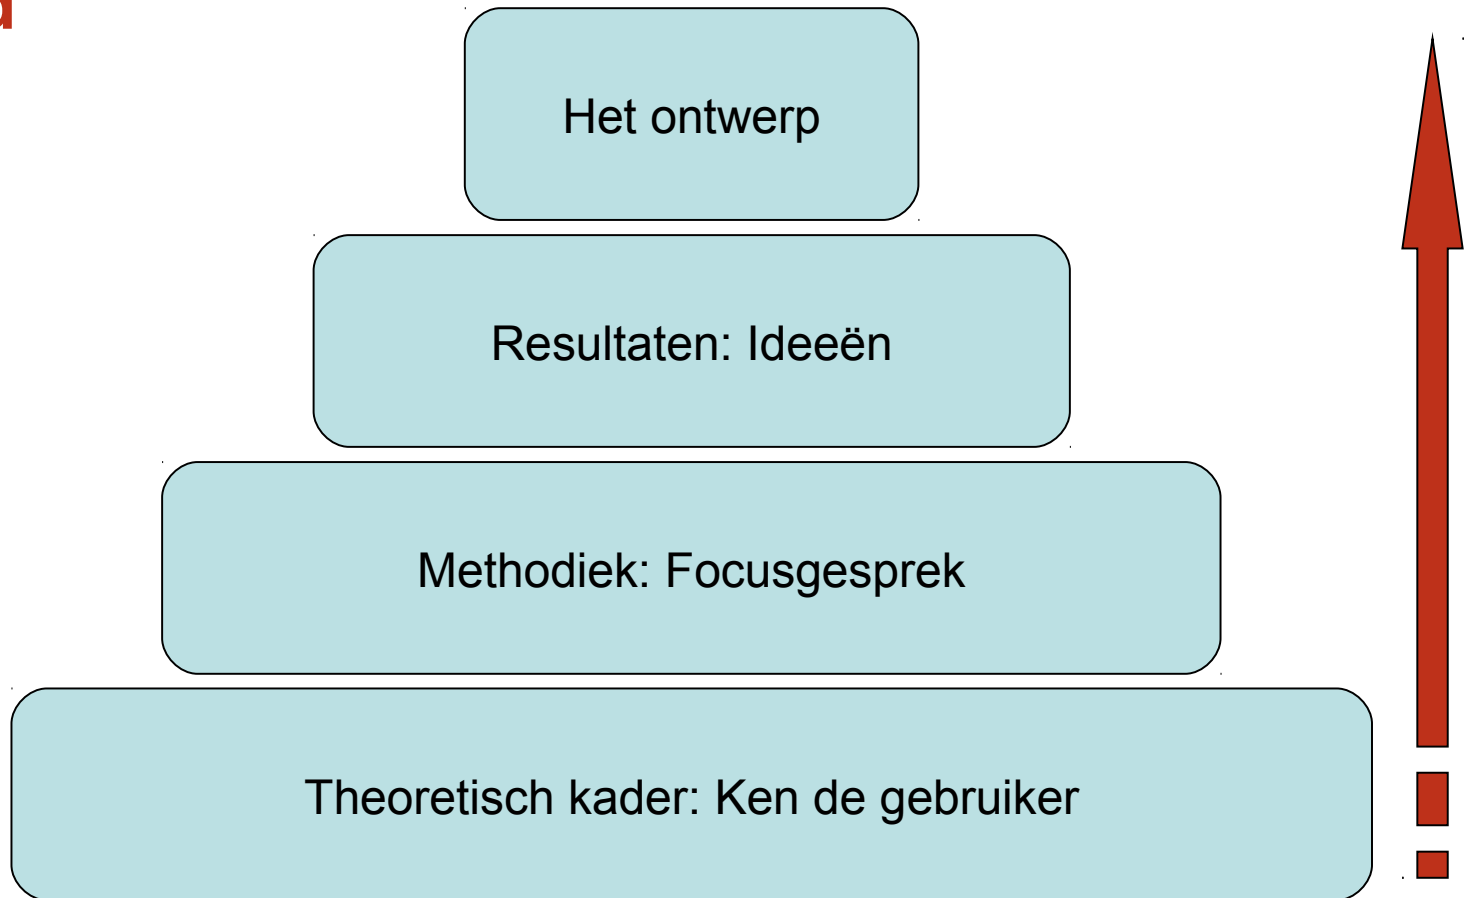 Het ontwerp
Resultaten: Ideeën
Methodiek: Focusgesprek
Theoretisch kader: Ken de gebruiker